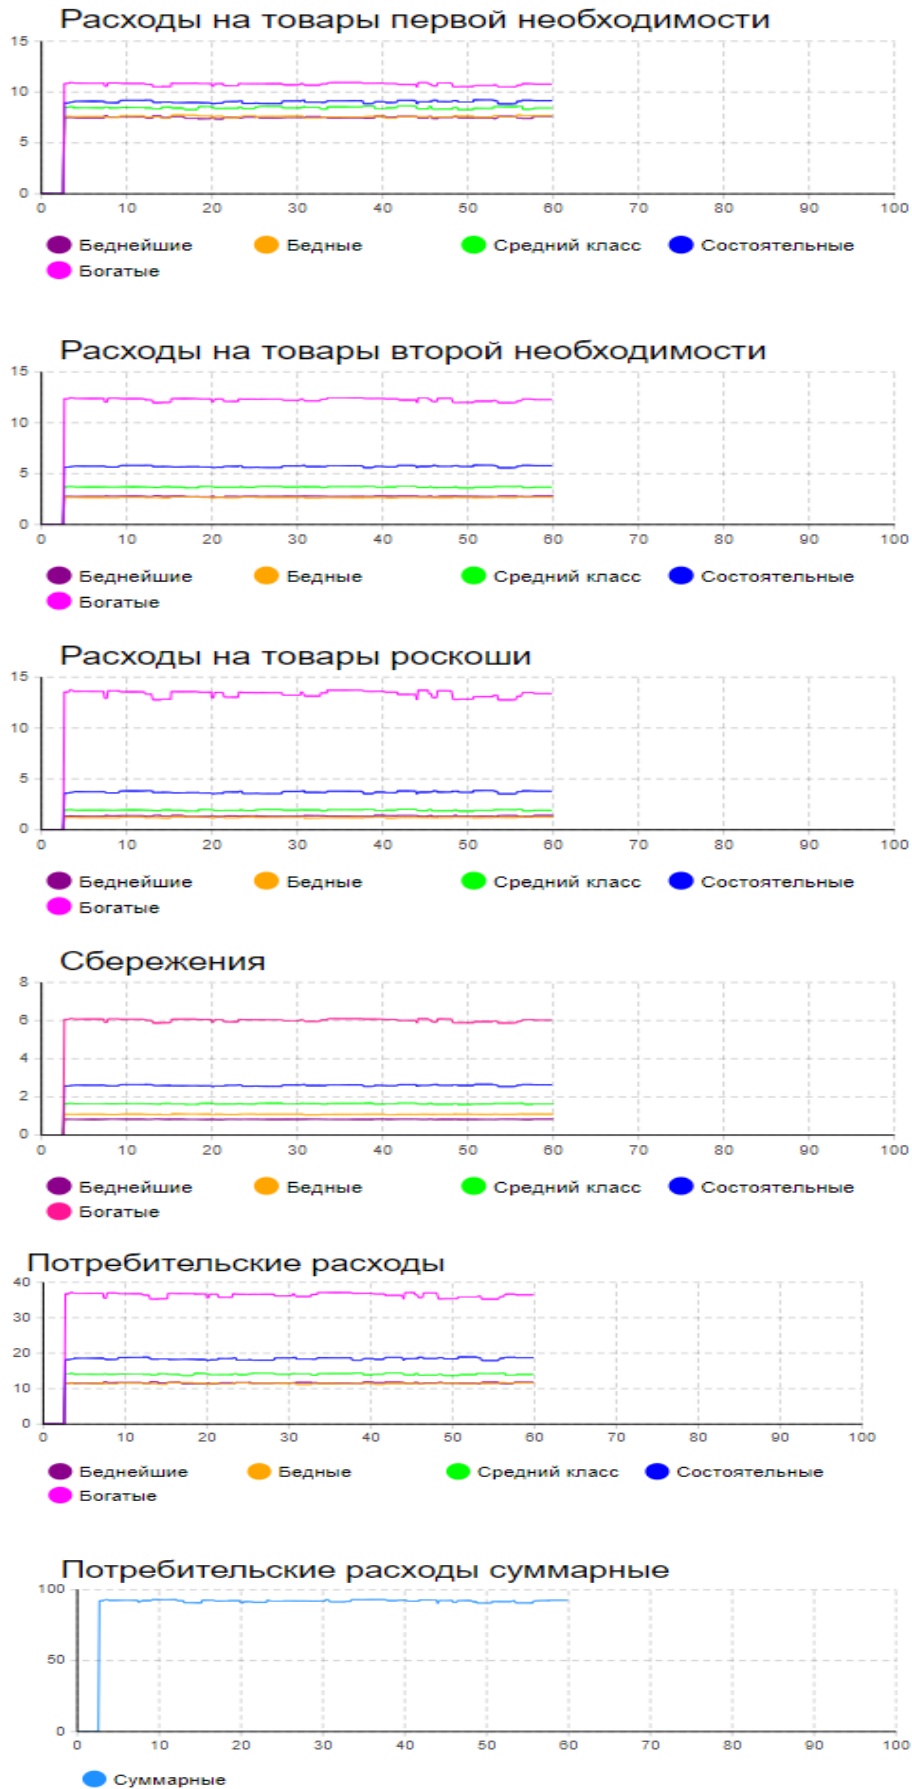 Расходы на товары первой необходимости
15
10
5
0
0 10 20 30 40 50 60 70 80 90 100
Беднейшие Бедные Средний класс Состоятельные
Богатые
Расходы на товары второй необходимости
15
10
5
0
0 10 20 30 40 50 60 70 80 90 100
Беднейшие Бедные Средний класс Состоятельные
Богатые
Расходы на товары роскоши
15
10
5
0
0 10 20 30 40 50 60 70 80 90 100
Беднейшие Бедные Средний класс Состоятельные
Богатые
Сбережения
8
6
4
2
0
0 10 20 30 40 50 60 70 80 90 100
Беднейшие Бедные Средний класс Состоятельные
Богатые
Потребительские расходы
40
30
20
10
0
0 10 20 30 40 50 60 70 80 90 100
Беднейшие Бедные Средний класс Состоятельные
Богатые
Потребительские расходы суммарные
100
50
0
0 10 20 30 40 50 60 70 80 90 100
Суммарные